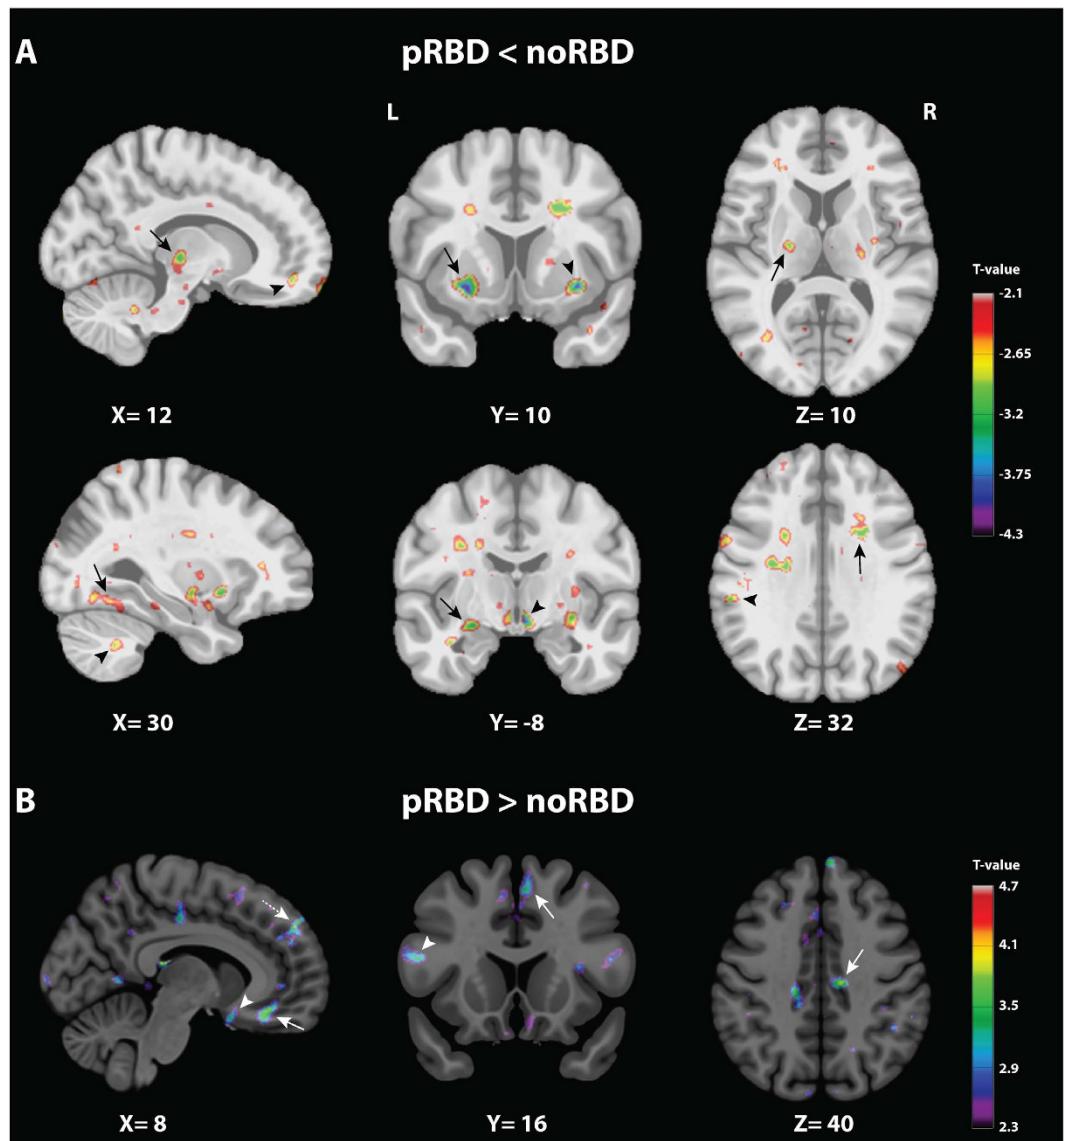 A
pRBD < noRBD
L
R
T-value
-2.1
-2.65
-3.2
-3.75
-4.3
X= 12
Y= 10
Z= 10
X= 30
Y= -8
Z= 32
B
pRBD > noRBD
T-value
4.7
4.1
3.5
2.9
2.3
X= 8
Y= 16
Z= 40